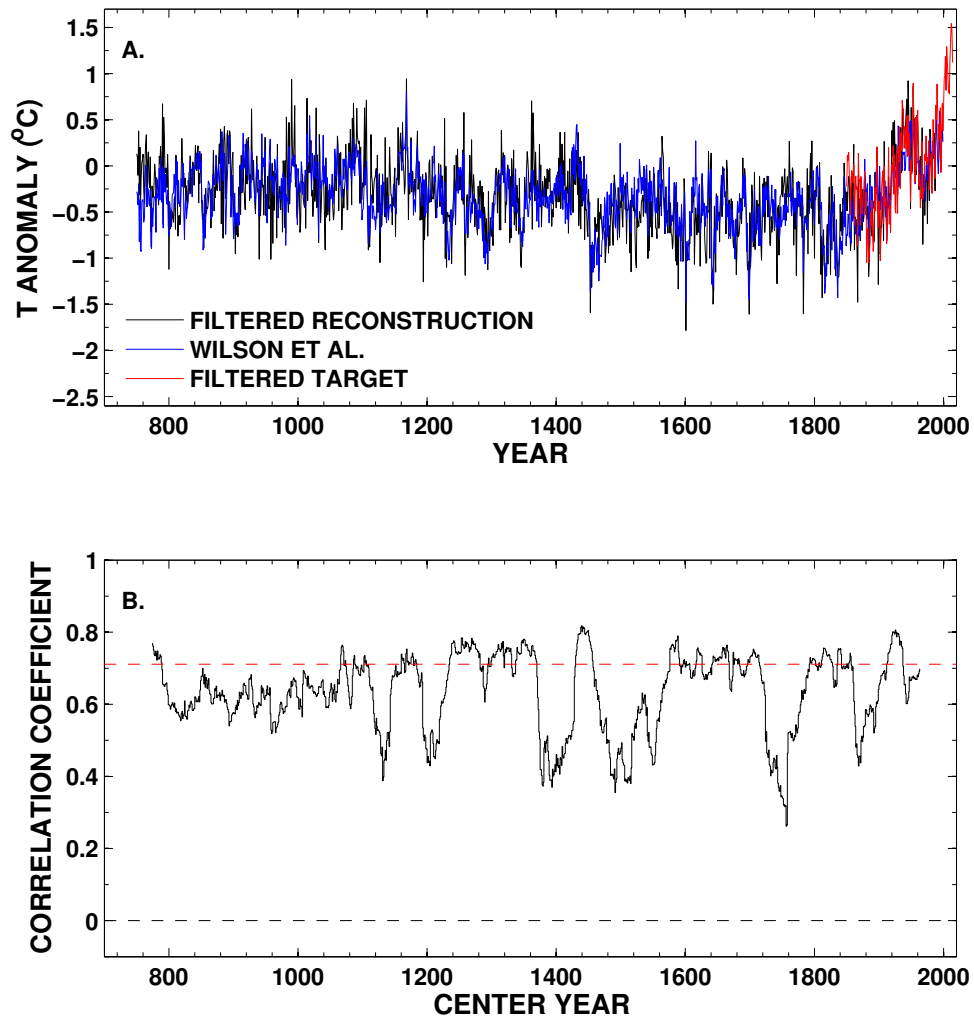 A.
1.5
1
0.5
0
−0.5
−1
−1.5
−2
−2.5
T ANOMALY (°C)
FILTERED RECONSTRUCTION
WILSON ET AL.
FILTERED TARGET
800 1000 1200 1400 1600 1800 2000
YEAR
B.
1
0.8
0.6
0.4
0.2
0
CORRELATION COEFFICIENT
800 1000 1200 1400 1600 1800 2000
CENTER YEAR